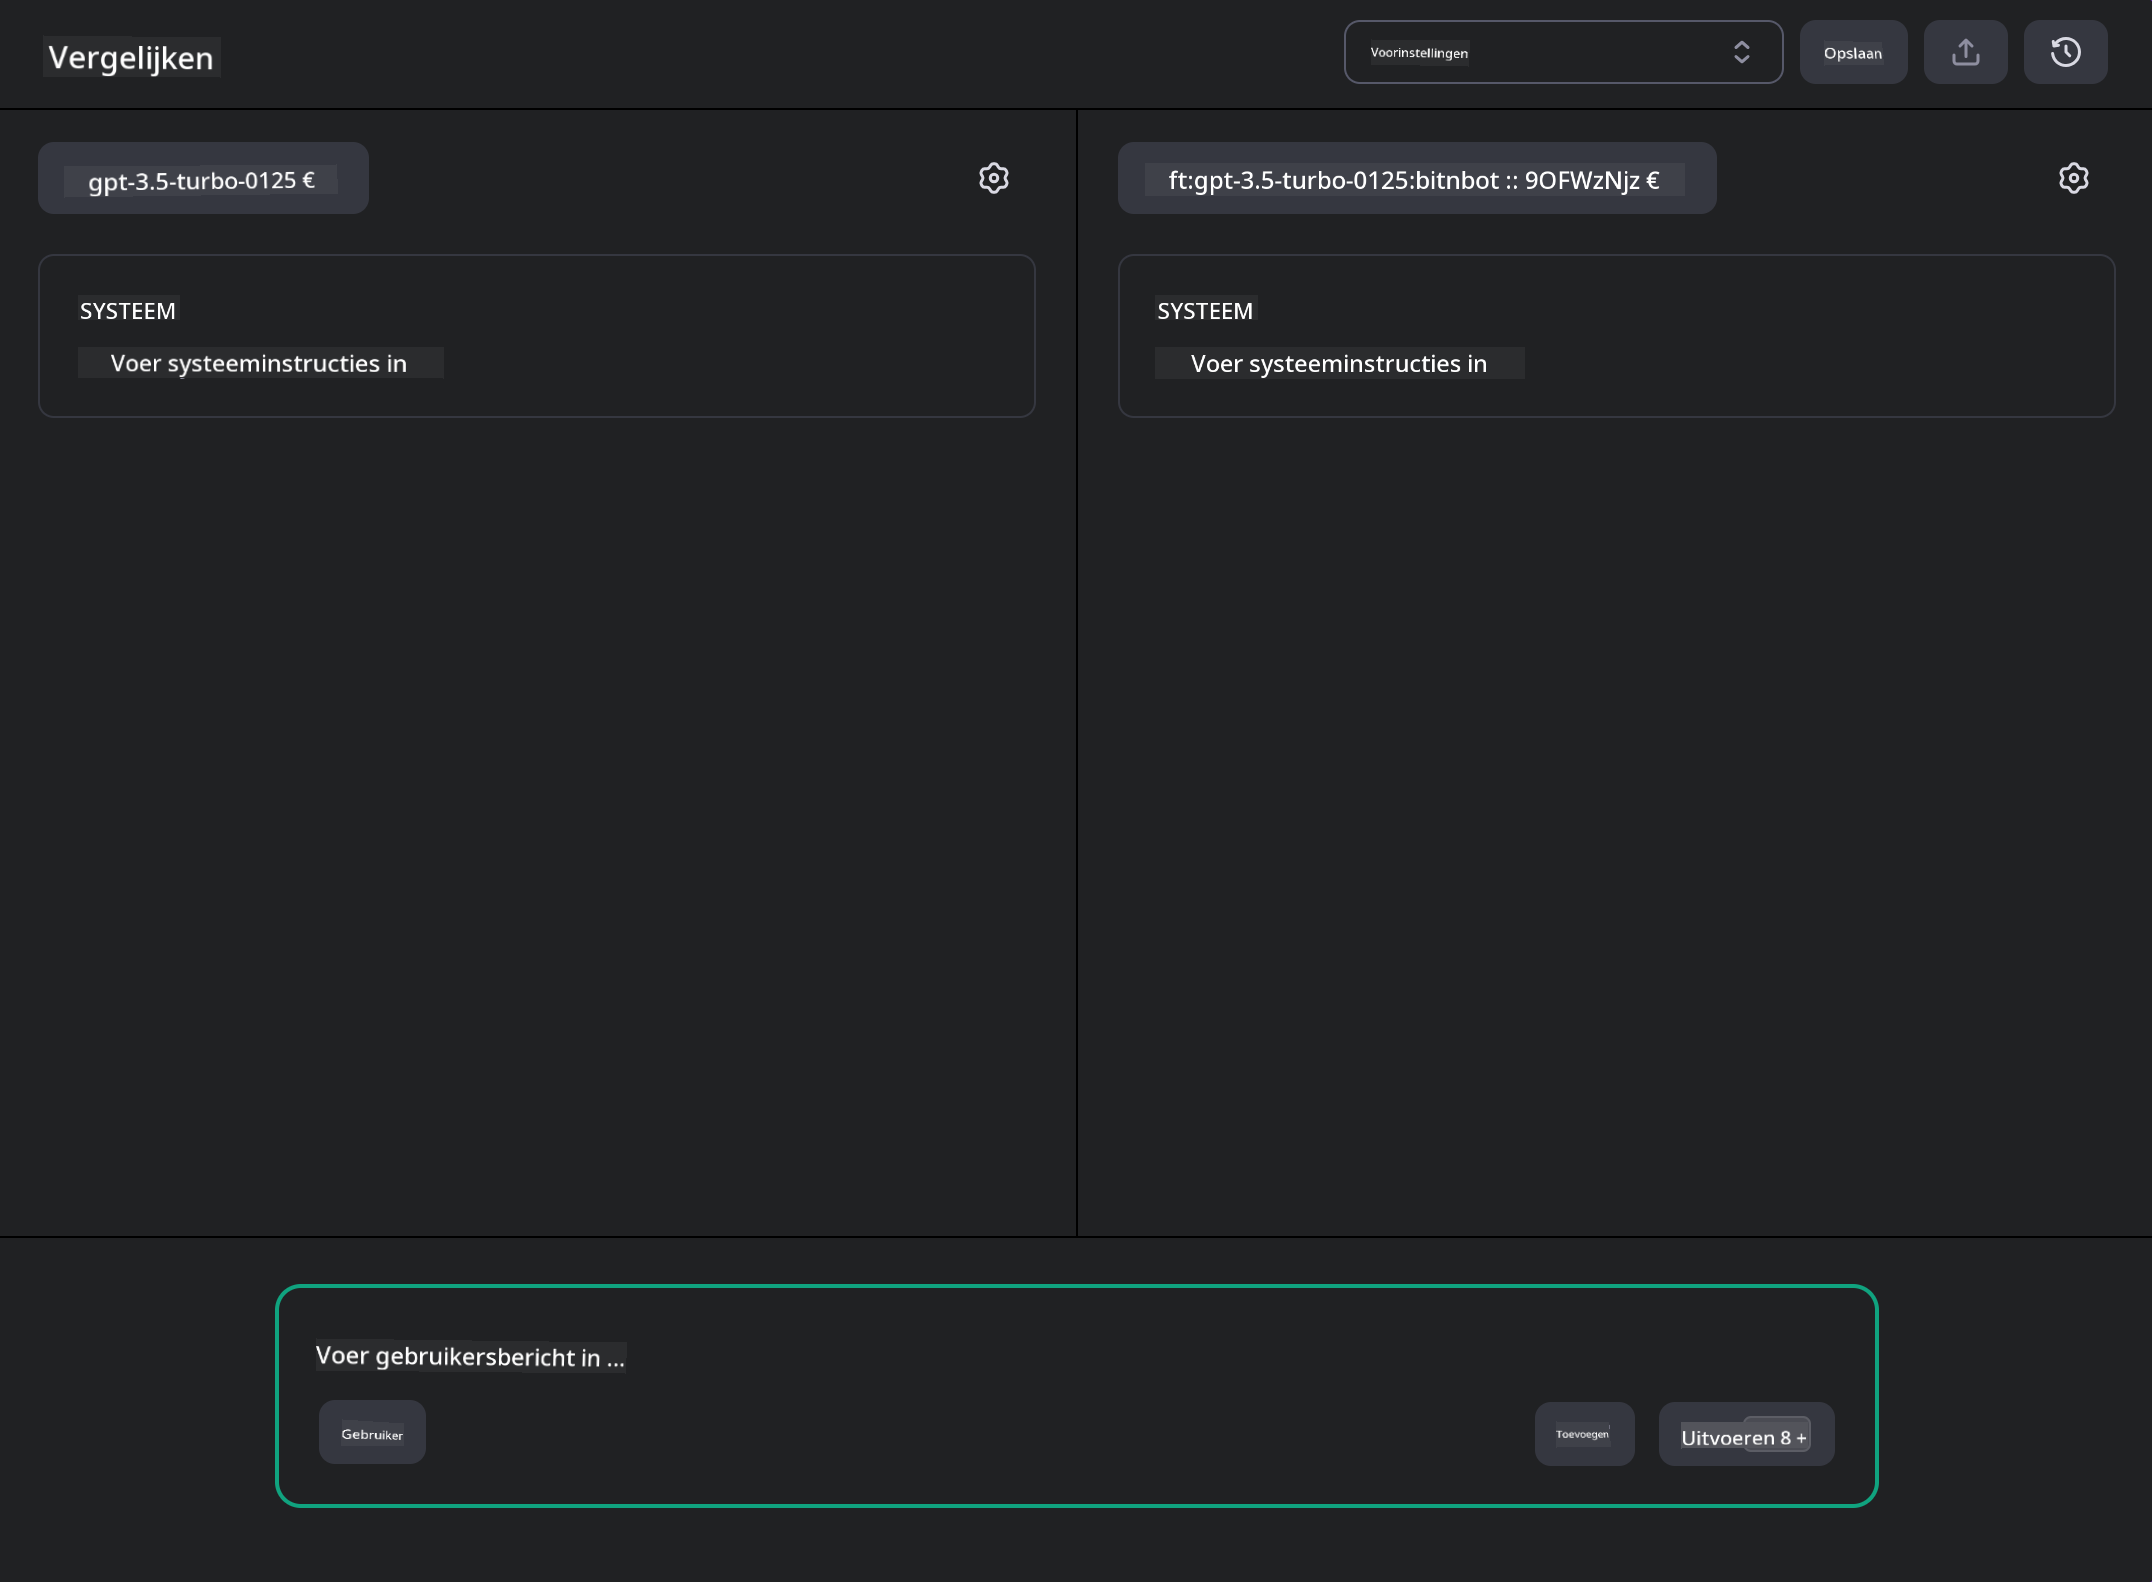 Vergelijken
Voorinstellingen
Opslaan
gpt-3.5-turbo-0125 €
ft:gpt-3.5-turbo-0125:bitnbot :: 9OFWzNjz €
SYSTEEM
Voer systeeminstructies in
SYSTEEM
Voer systeeminstructies in
Voer gebruikersbericht in ...
Gebruiker
Toevoegen
Uitvoeren 8 +